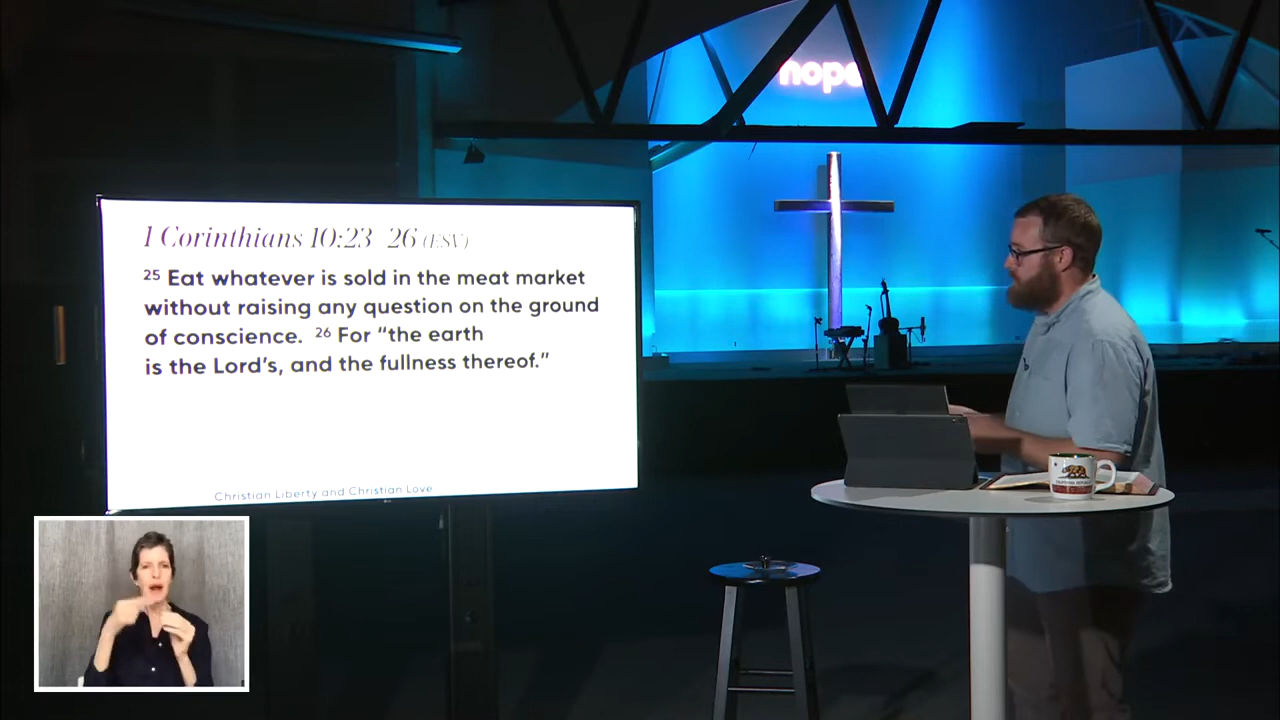 hope
1 Corinthians 10:23 26 (ESV)
25 Eat whatever is sold in the meat market
without raising any question on the ground
of conscience. 26 For “the earth
is the Lord’s, and the fullness thereof.”
Christian Liberty and Christian Love
CALIFORNIA REPUBLIC